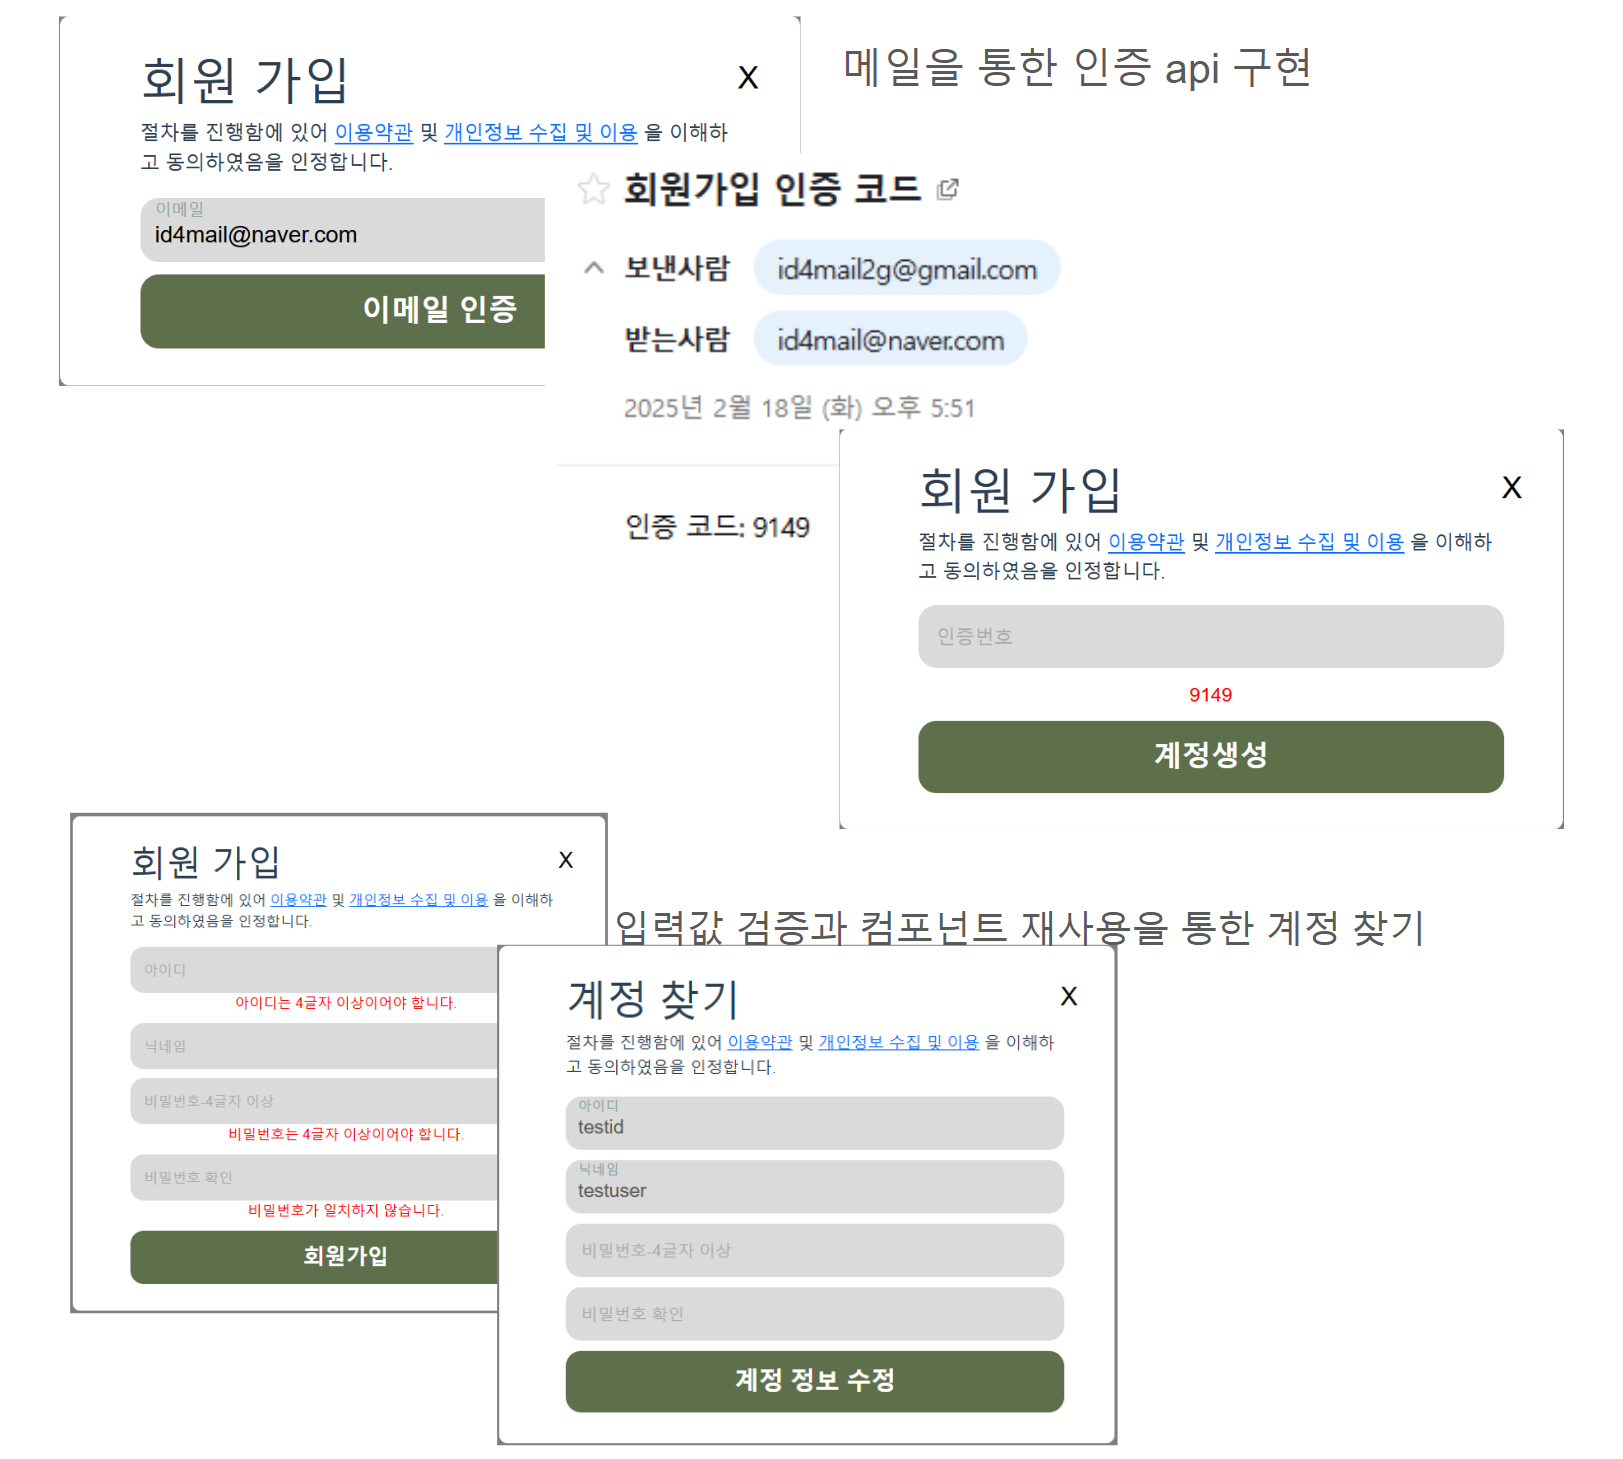 회원 가입
X
절차를 진행함에 있어 이용약관 및 개인정보 수집 및 이용 을 이해하
고 동의하였음을 인정합니다.
이메일
id4mail@naver.com
이메일 인증
메일을 통한 인증 api 구현
회원가입 인증 코드
보낸사람 id4mail2g@gmail.com
받는사람 id4mail@naver.com
2025년 2월 18일 (화) 오후 5:51
인증 코드: 9149
회원 가입
X
절차를 진행함에 있어 이용약관 및 개인정보 수집 및 이용 을 이해하
고 동의하였음을 인정합니다.
인증번호
9149
계정생성
회원 가입
X
절차를 진행함에 있어 이용약관 및 개인정보 수집 및 이용 을 이해하
고 동의하였음을 인정합니다.
아이디
아이디는 4글자 이상이어야 합니다.
닉네임
비밀번호-4글자 이상
비밀번호는 4글자 이상이어야 합니다.
비밀번호 확인
비밀번호가 일치하지 않습니다.
회원가입
입력값 검증과 컴포넌트 재사용을 통한 계정 찾기
계정 찾기
X
절차를 진행함에 있어 이용약관 및 개인정보 수집 및 이용 을 이해하
고 동의하였음을 인정합니다.
아이디
testid
닉네임
testuser
비밀번호-4글자 이상
비밀번호 확인
계정 정보 수정